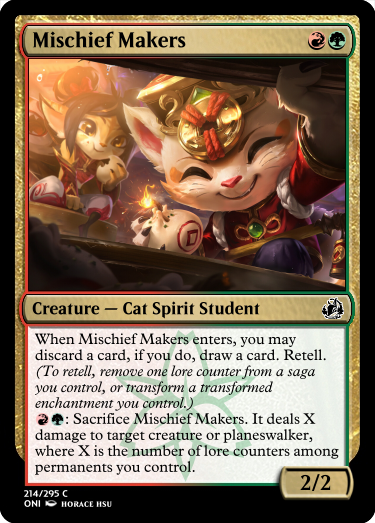 Mischief Makers
Creature — Cat Spirit Student
When Mischief Makers enters, you may
discard a card, if you do, draw a card. Retell.
(To retell, remove one lore counter from a saga
you control, or transform a transformed
enchantment you control.)
: Sacrifice Mischief Makers. It deals X
damage to target creature or planeswalker,
where X is the number of lore counters among
permanents you control.
2/2
214/295 C
ONI HORACE HSU